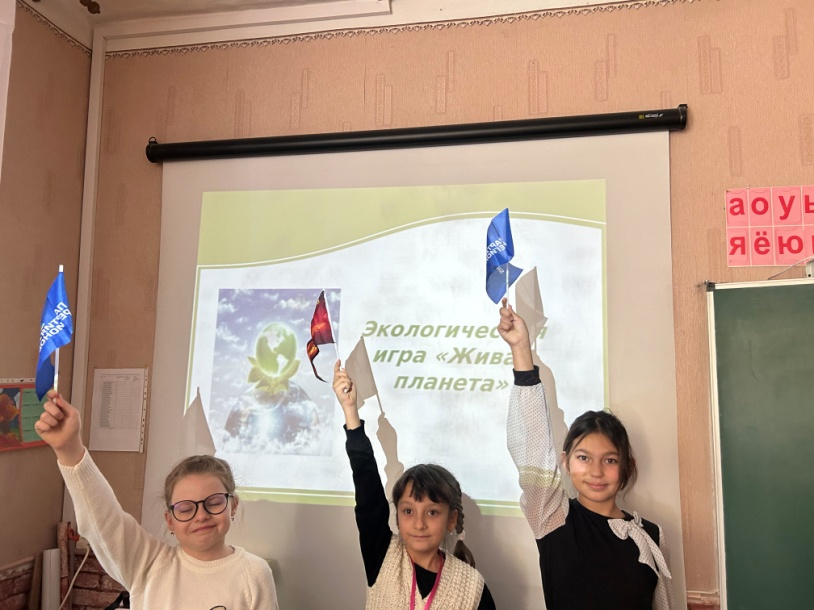 Экологическая
игра «Живая
планета»
а о у ы
я ё ю